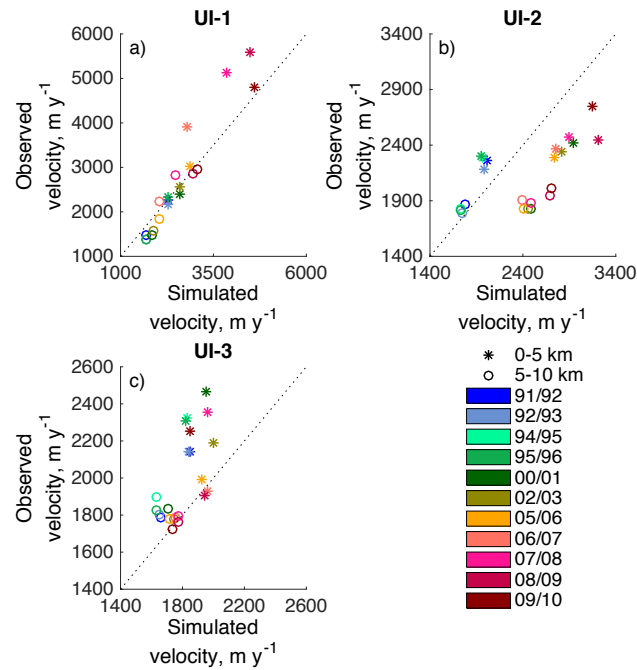 UI-1
a)
6000
5000
4000
3000
2000
1000
1000 3500 6000
Observed
velocity, m y⁻¹
Simulated
velocity, m y⁻¹
UI-2
b)
3400
2900
2400
1900
1400
1400 2400 3400
Observed
velocity, m y⁻¹
Simulated
velocity, m y⁻¹
UI-3
c)
2600
2400
2200
2000
1800
1600
1400
1400 1800 2200 2600
Observed
velocity, m y⁻¹
Simulated
velocity, m y⁻¹
0-5 km
5-10 km
91/92
92/93
94/95
95/96
00/01
02/03
05/06
06/07
07/08
08/09
09/10